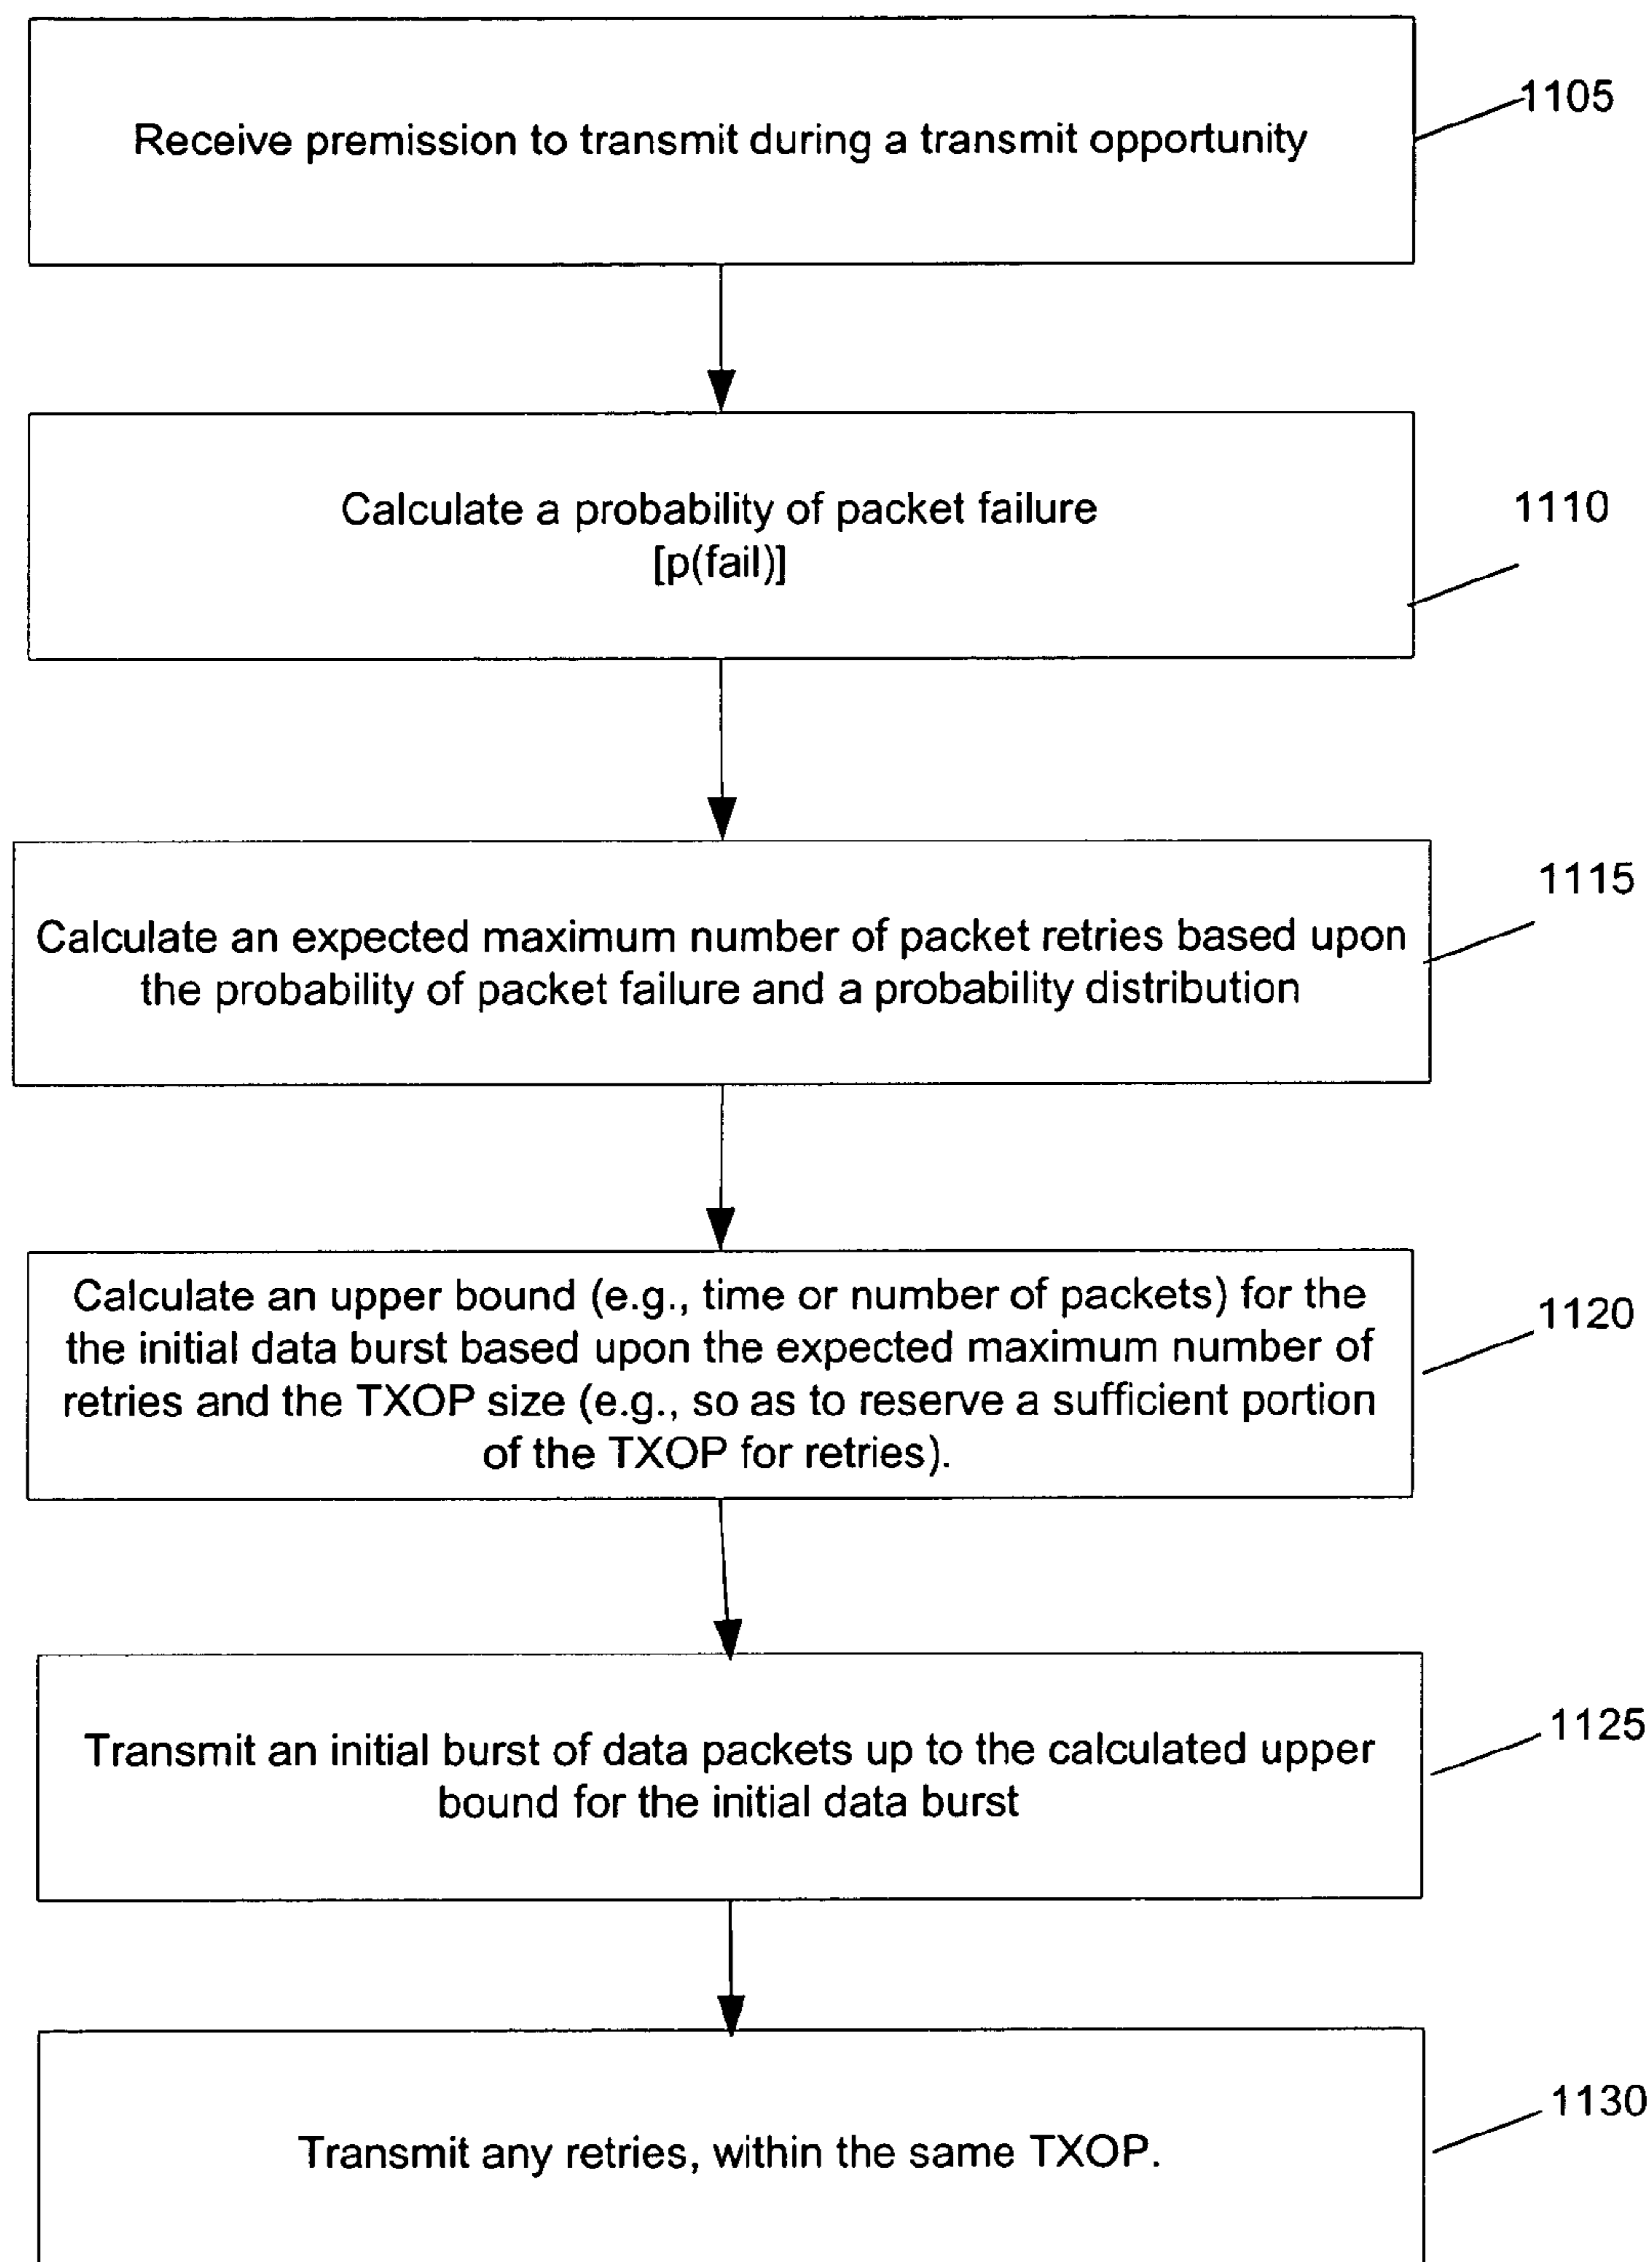 Receive premission to transmit during a transmit opportunity
1105
Calculate a probability of packet failure
[p(fail)]
1110
Calculate an expected maximum number of packet retries based upon
the probability of packet failure and a probability distribution
1115
Calculate an upper bound (e.g., time or number of packets) for the
the initial data burst based upon the expected maximum number of
retries and the TXOP size (e.g., so as to reserve a sufficient portion
of the TXOP for retries).
1120
Transmit an initial burst of data packets up to the calculated upper
bound for the initial data burst
1125
Transmit any retries, within the same TXOP.
1130